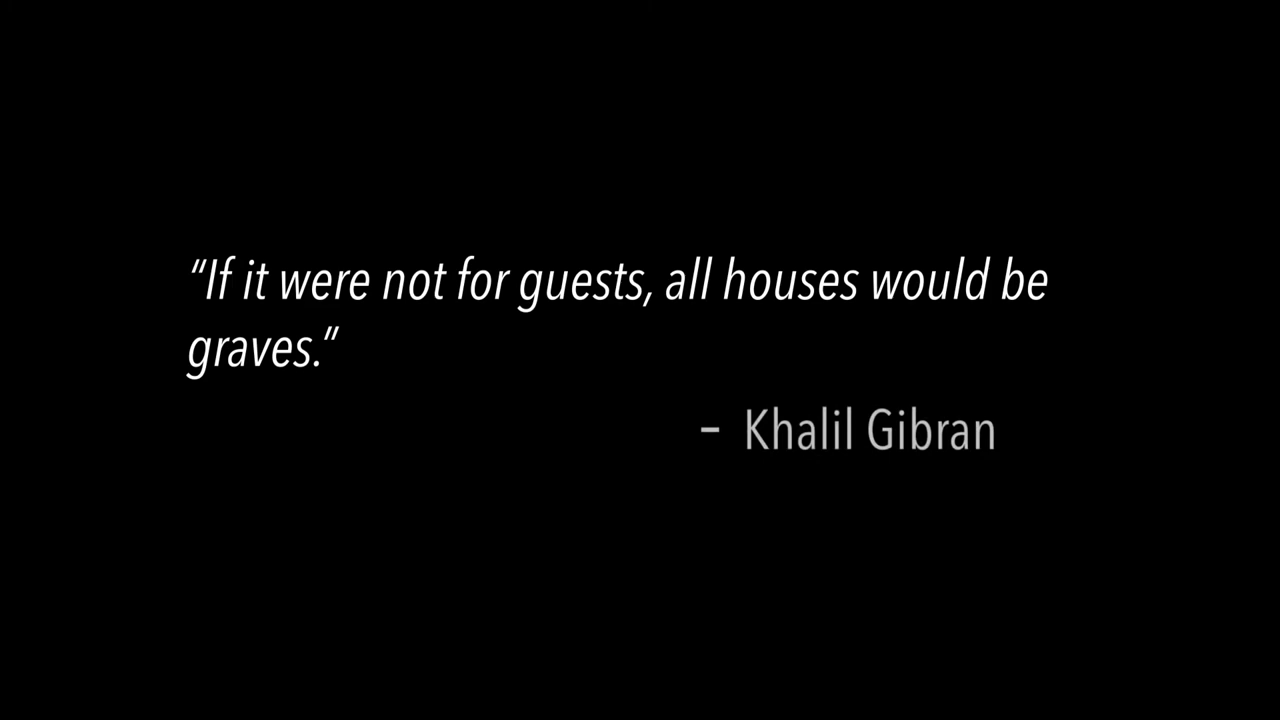 “If it were not for guests, all houses would be
graves.”
– Khalil Gibran